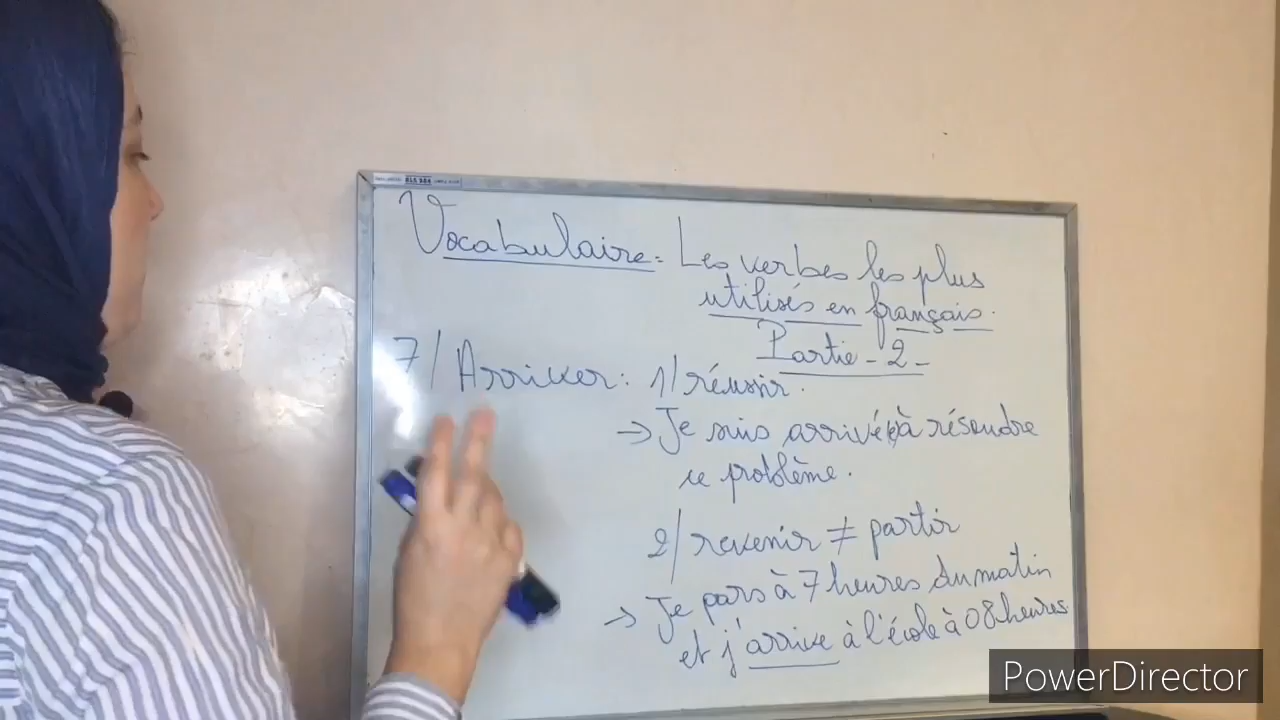 Vocabulaire: Les verbes les plus
utilisés en français.
Partie - 2 -
7/ Arriver: 1/ réussir.
→ Je suis arrivé(e) à résoudre
ce problème.
2/ revenir ≠ partir
→ Je pars à 7 heures du matin
et j'arrive à l'école à 08 heures
PowerDirector